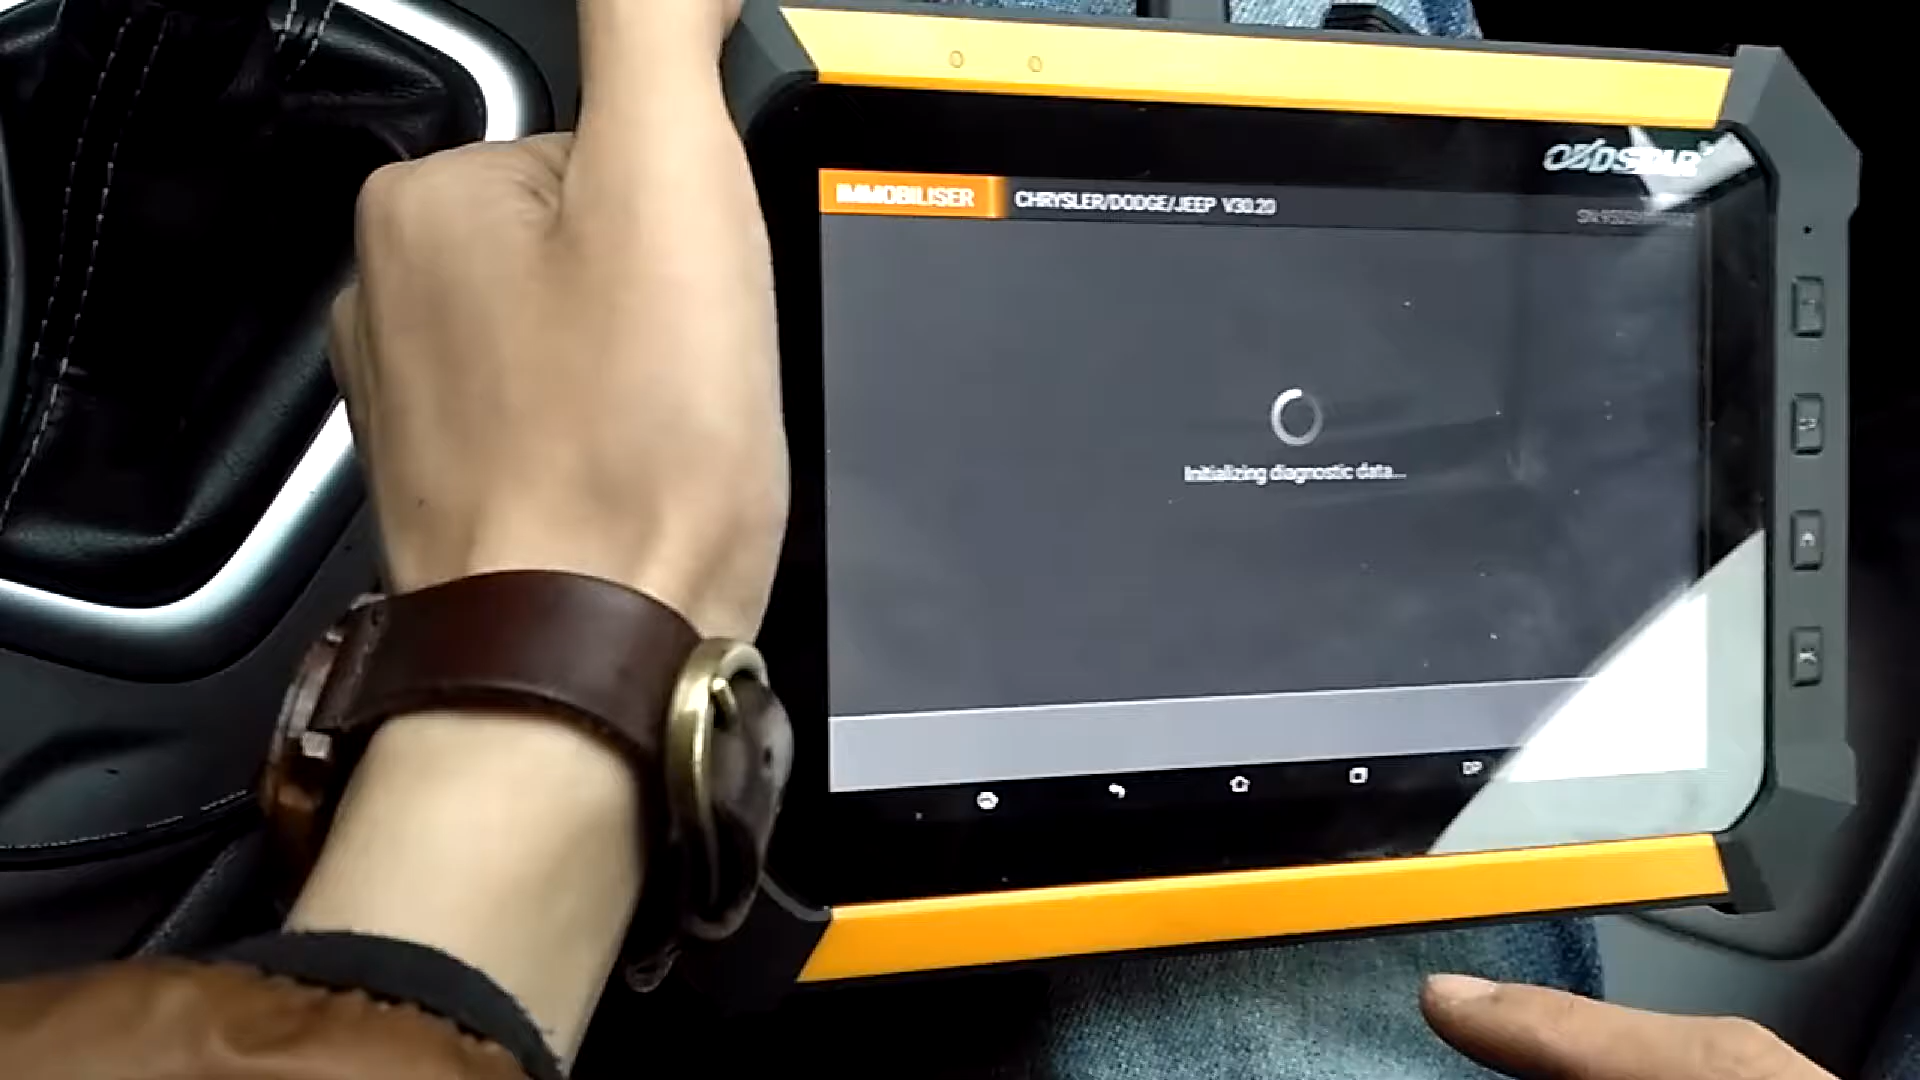 OBDSTAR
IMMOBILISER CHRYSLER/DODGE/JEEP V30.20
Initializing diagnostic data...